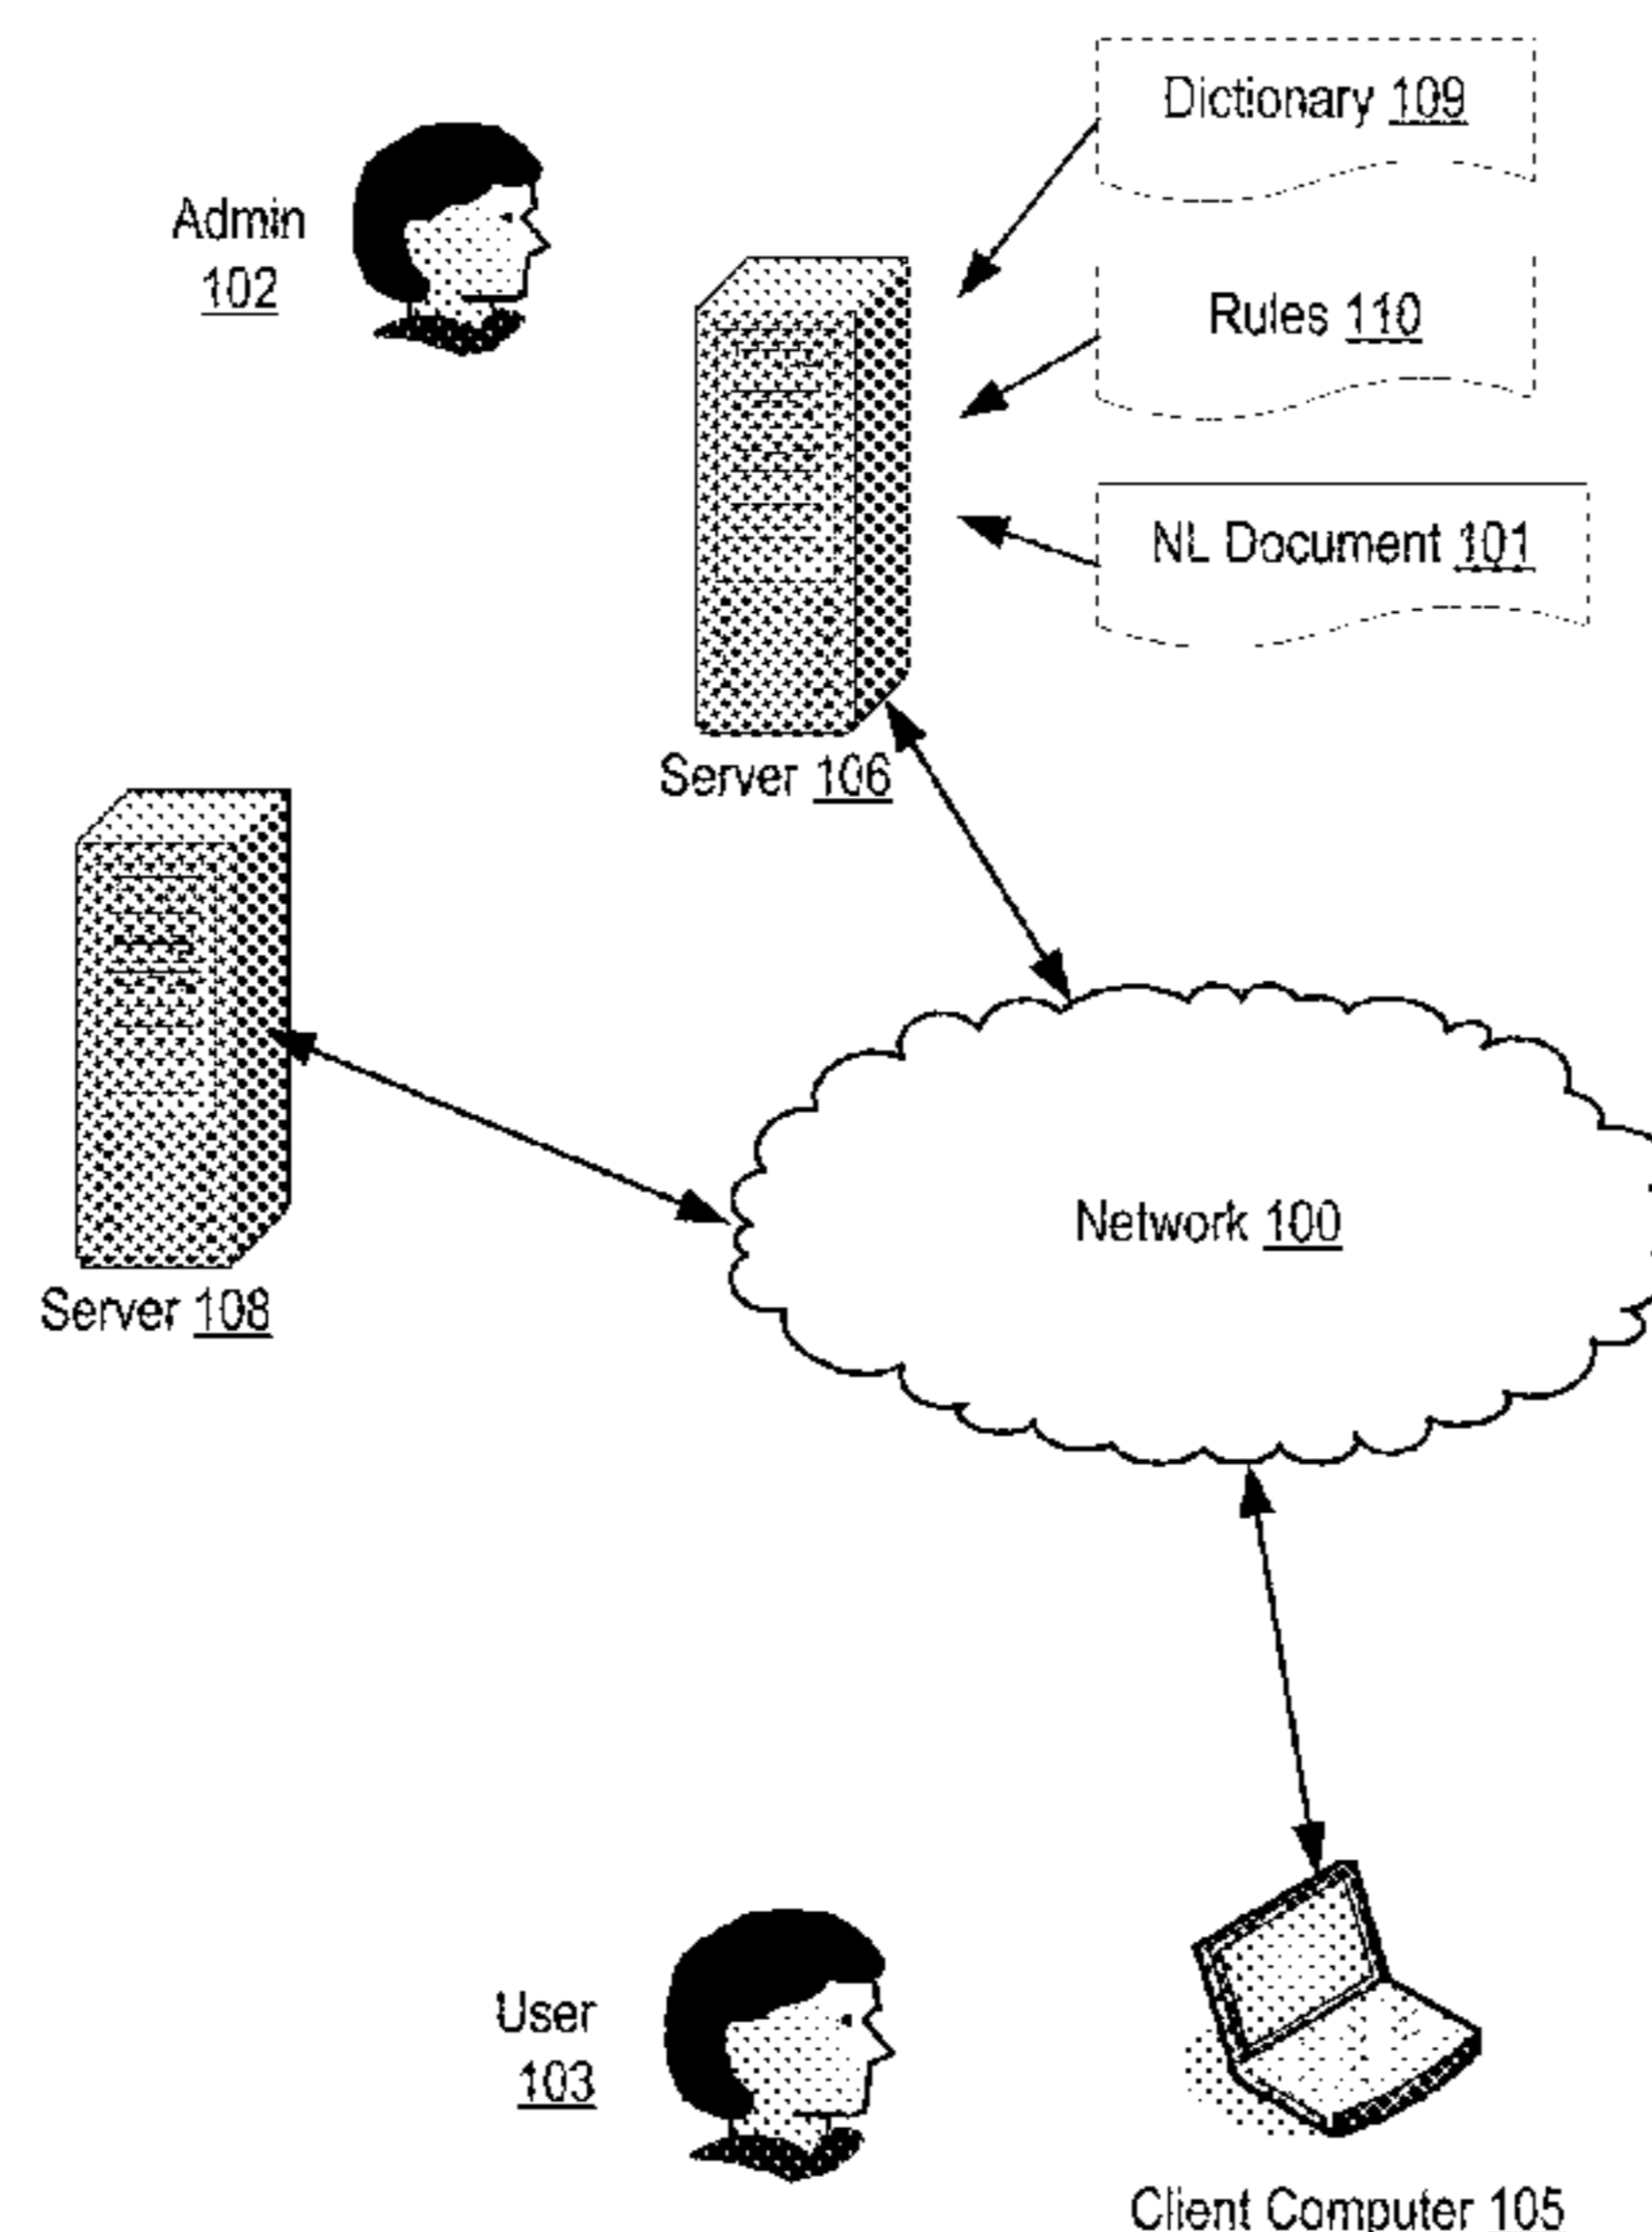 Dictionary 109
Admin
102
Rules 110
NL Document 101
Server 106
Network 100
Server 108
User
103
Client Computer 105